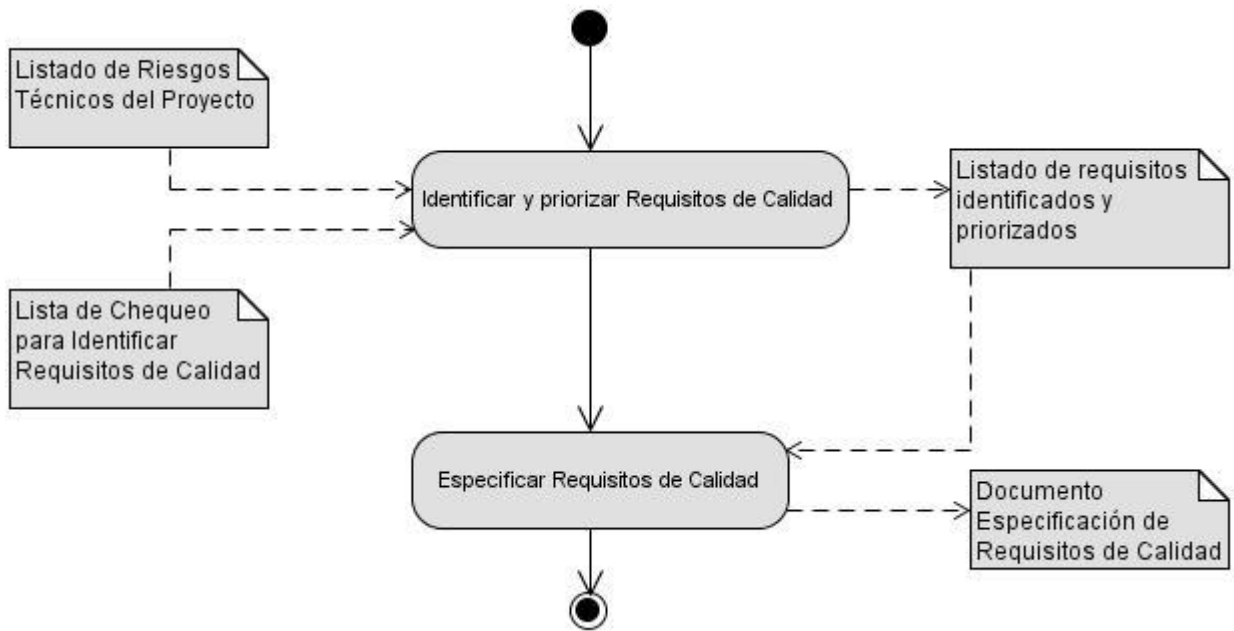 Listado de Riesgos
Técnicos del Proyecto
Identificar y priorizar Requisitos de Calidad
Listado de requisitos
identificados y
priorizados
Lista de Chequeo
para Identificar
Requisitos de Calidad
Especificar Requisitos de Calidad
Documento
Especificación de
Requisitos de Calidad